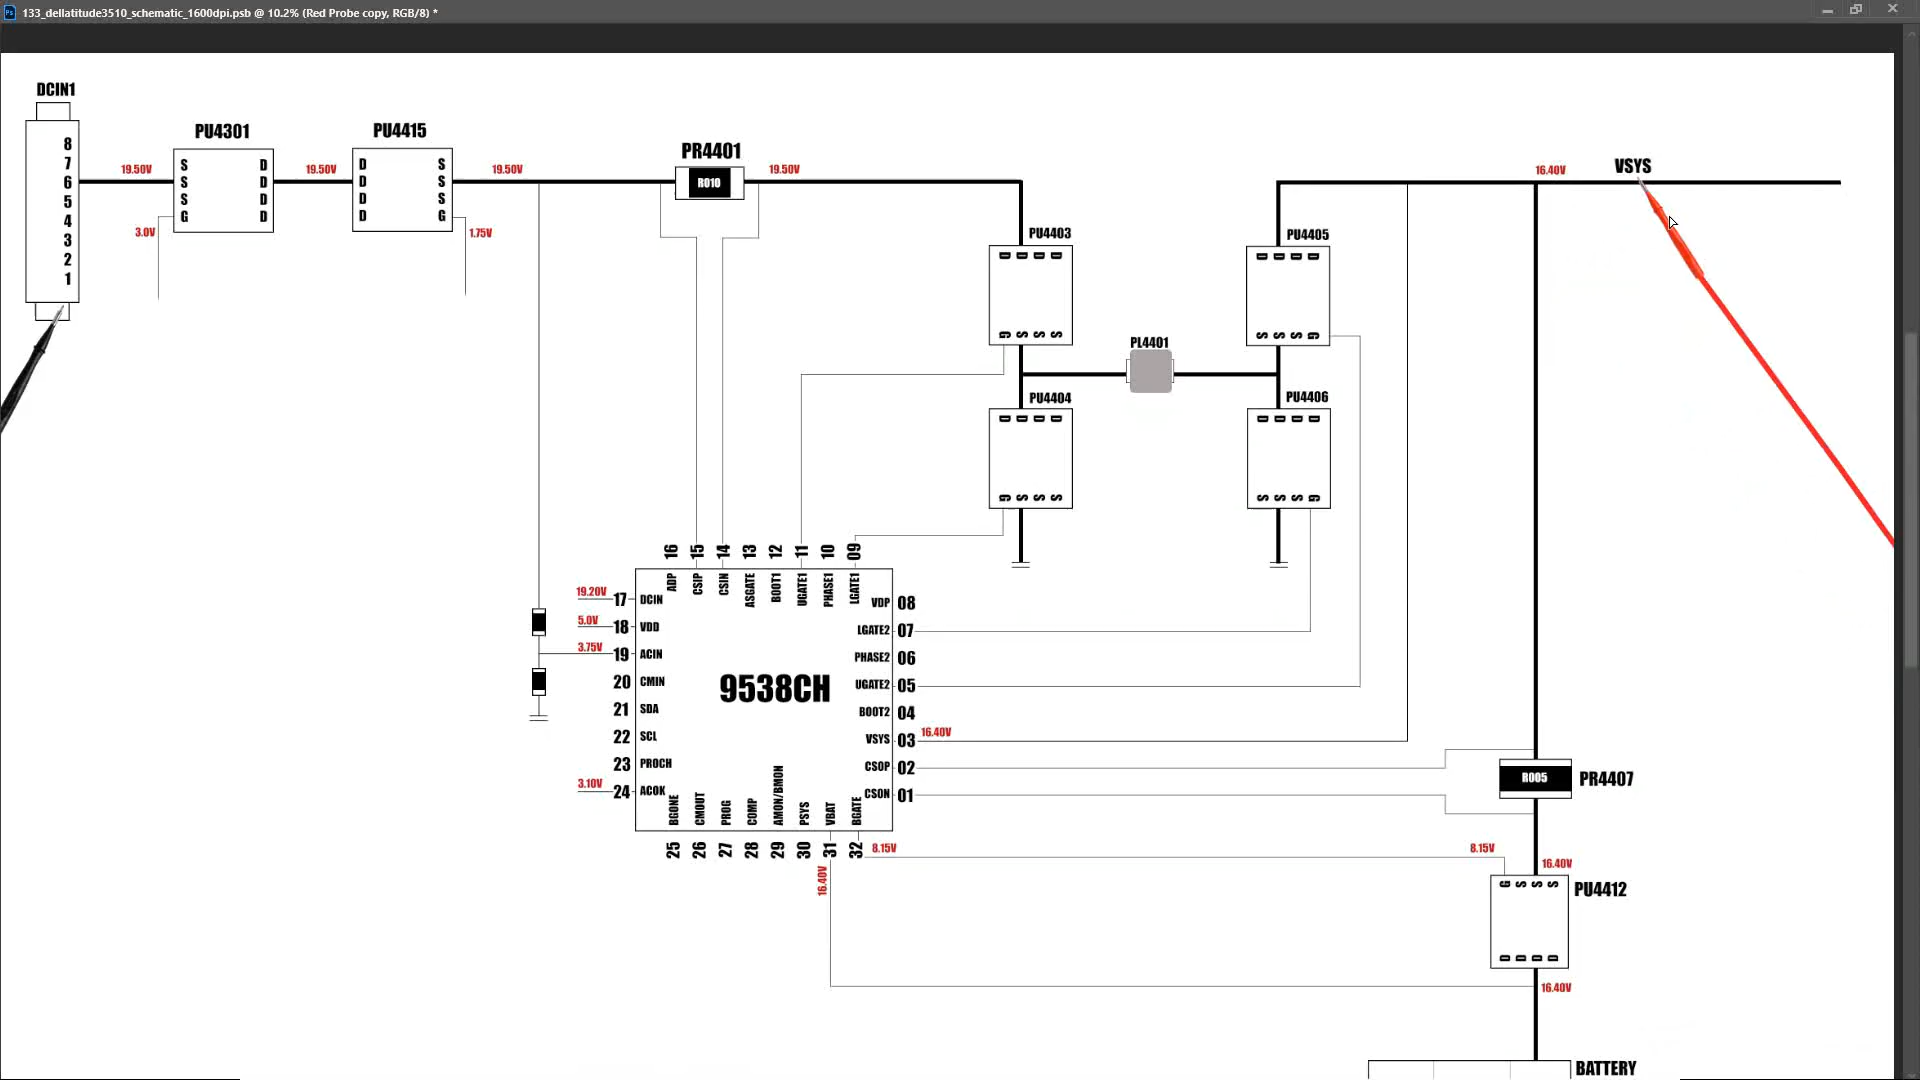 133_dellatitude3510_schematic_1600dpi.psb @ 10.2% (Red Probe copy, RGB/8) *
DCIN1
8
7
6
5
4
3
2
1
PU4301
S
S
S
G
D
D
D
D
PU4415
D
D
D
D
S
S
S
G
19.50V
19.50V
19.50V
3.0V
1.75V
PR4401
R010
19.50V
16.40V
VSYS
PU4403
D D D D
G S S S
PU4405
D D D D
S S S G
PL4401
PU4404
D D D D
G S S S
PU4406
D D D D
S S S G
16 15 14 13 12 11 10 09
ADP CSIP CSIN ASGATE BOOT1 UGATE1 PHASE1 LGATE1
19.20V 17 DCIN
5.0V 18 VDD
3.75V 19 ACIN
20 CMIN
21 SDA
22 SCL
23 PROCH
3.10V 24 ACOK
9538CH
VDP 08
LGATE2 07
PHASE2 06
UGATE2 05
BOOT2 04
VSYS 03 16.40V
CSOP 02
CSON 01
BGONE CMOUT PROG COMP AMON/BMON PSYS VBAT BGATE
25 26 27 28 29 30 31 32
8.15V
16.40V
R005
PR4407
8.15V
16.40V
PU4412
G S S S
D D D D
16.40V
BATTERY